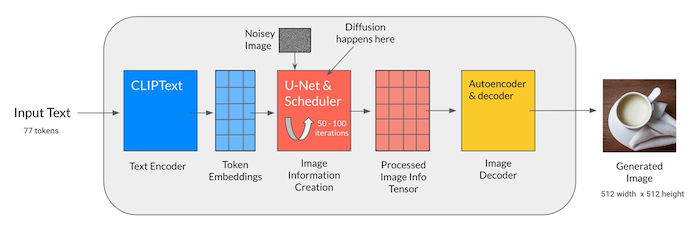 Noisey
Image
Diffusion
happens here
Input Text
77 tokens
CLIPText
Text Encoder
Token
Embeddings
U-Net &
Scheduler
50 - 100
iterations
Image
Information
Creation
Processed
Image Info
Tensor
Autoencoder
& decoder
Image
Decoder
Generated
Image
512 width x 512 height